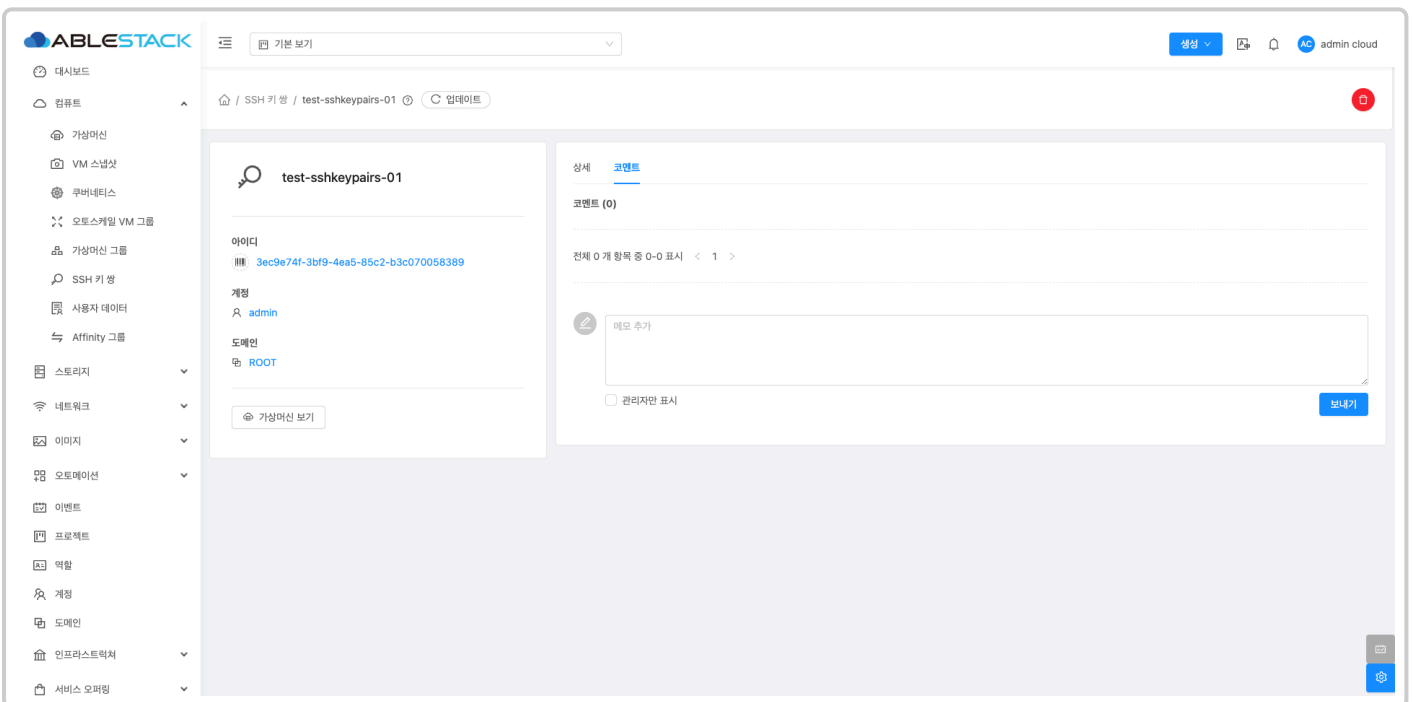 ABLESTACK
기본 보기
생성
AC
admin cloud
대시보드
컴퓨트
가상머신
VM 스냅샷
쿠버네티스
오토스케일 VM 그룹
가상머신 그룹
SSH 키 쌍
사용자 데이터
Affinity 그룹
스토리지
네트워크
이미지
오토메이션
이벤트
프로젝트
역할
계정
도메인
인프라스트럭쳐
서비스 오퍼링
/ SSH 키 쌍 / test-sshkeypairs-01
업데이트
test-sshkeypairs-01
아이디
3ec9e74f-3bf9-4ea5-85c2-b3c070058389
계정
admin
도메인
ROOT
가상머신 보기
상세 코멘트
코멘트 (0)
전체 0 개 항목 중 0-0 표시 < 1 >
메모 추가
관리자만 표시
보내기